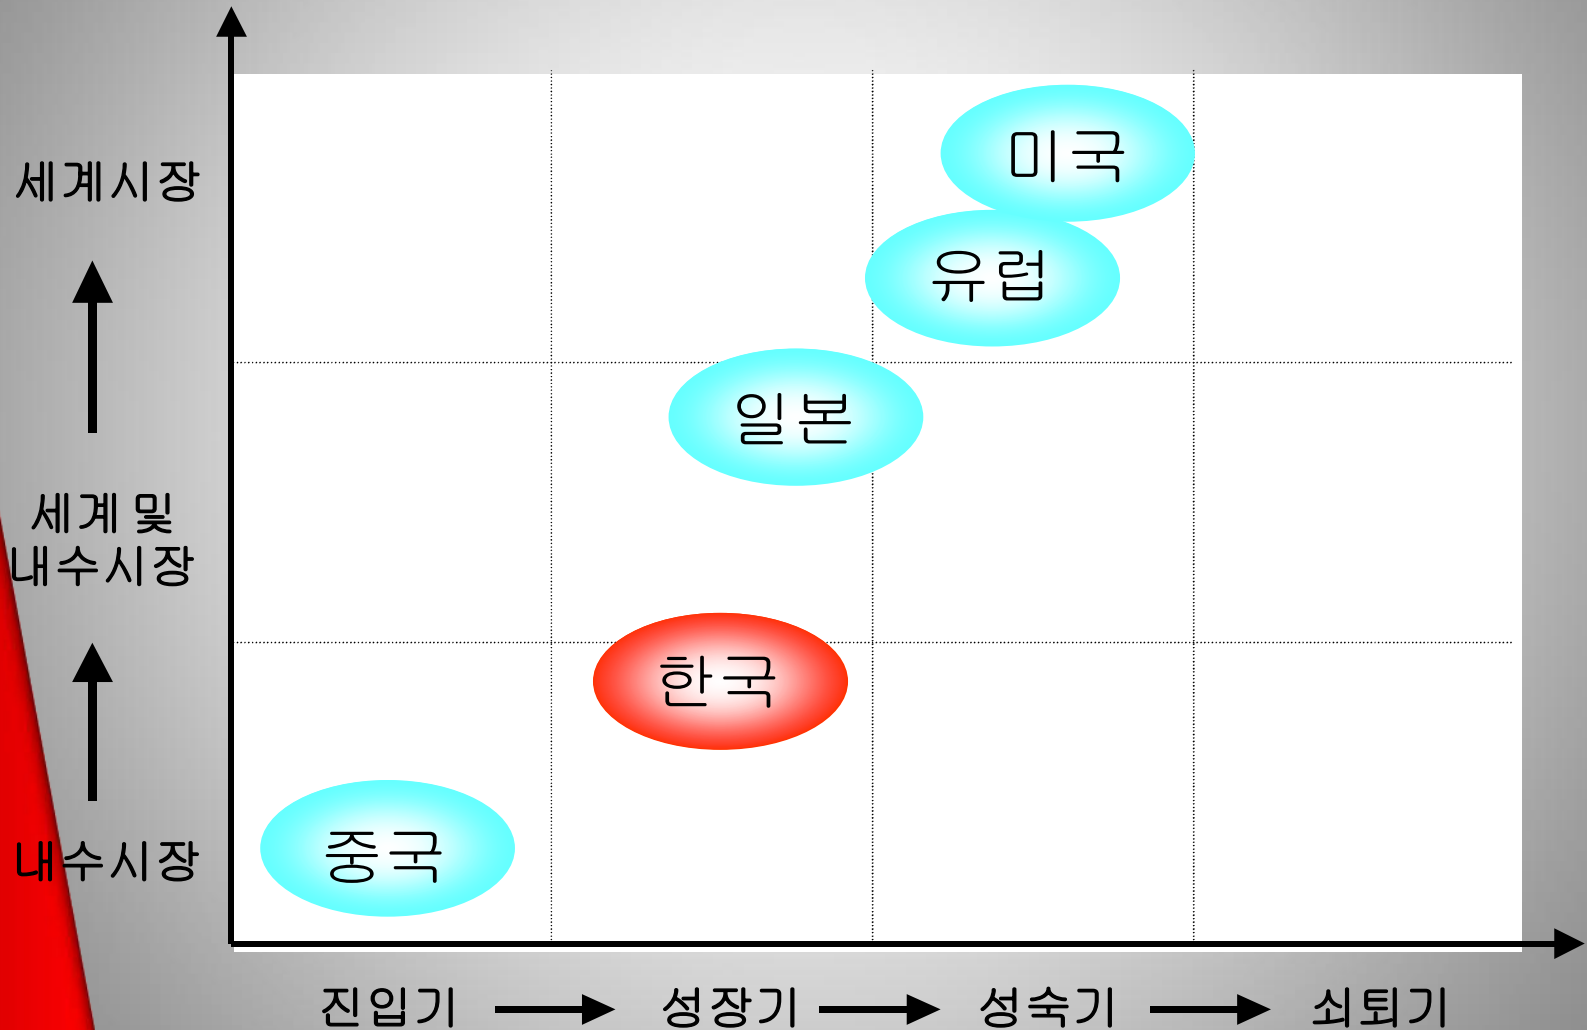 미국
세계시장
유럽
일본
세계 및
내수시장
한국
중국
내수시장
진입기 성장기 성숙기 쇠퇴기